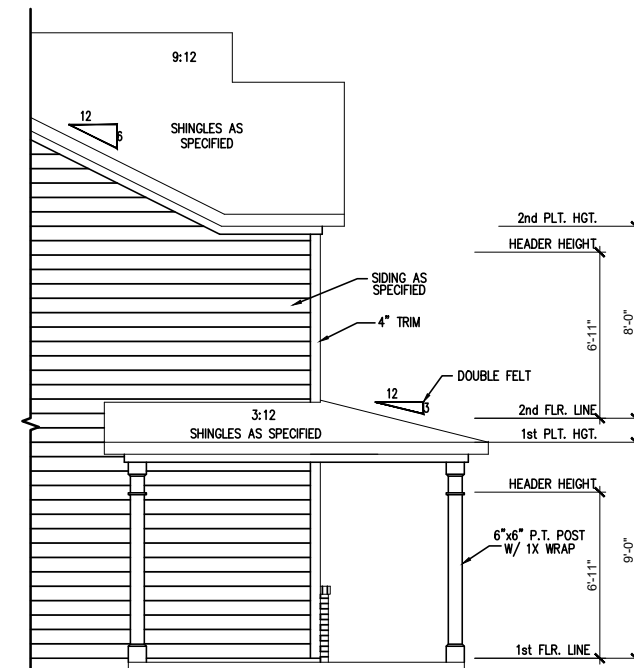 9:12
12
6
SHINGLES AS
SPECIFIED
2nd PLT. HGT.
HEADER HEIGHT
SIDING AS
SPECIFIED
4" TRIM
6'-11"
8'-0"
DOUBLE FELT
12
3
3:12
SHINGLES AS SPECIFIED
2nd FLR. LINE
1st PLT. HGT.
HEADER HEIGHT
6"x6" P.T. POST
W/ 1X WRAP
6'-11"
9'-0"
1st FLR. LINE